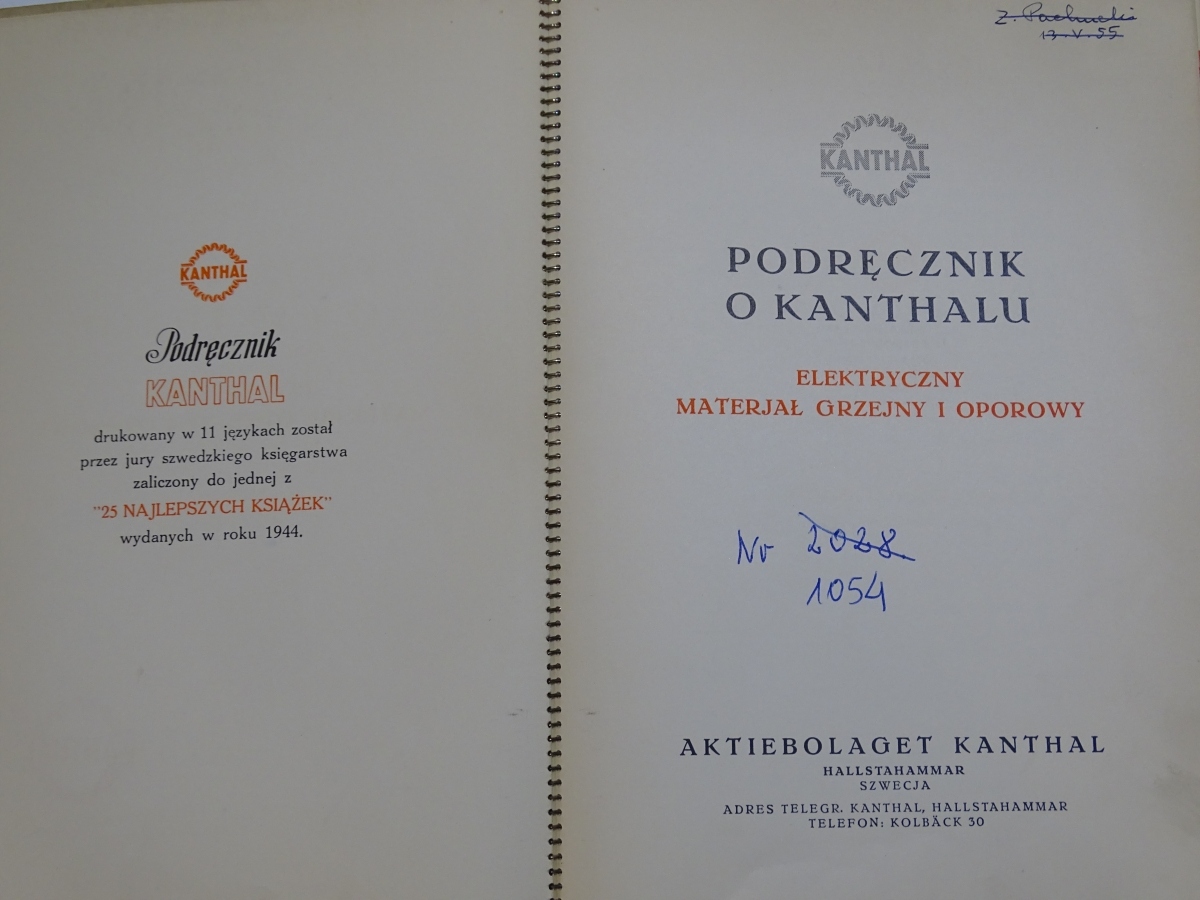 KANTHAL
Podręcznik
KANTHAL
drukowany w 11 językach został
przez jury szwedzkiego księgarstwa
zaliczony do jednej z
"25 NAJLEPSZYCH KSIĄŻEK"
wydanych w roku 1944.
Z.
13.V.55
KANTHAL
PODRĘCZNIK
O KANTHALU
ELEKTRYCZNY
MATERJAŁ GRZEJNY I OPOROWY
Nr 2028
1054
AKTIEBOLAGET KANTHAL
HALLSTAHAMMAR
SZWECJA
ADRES TELEGR. KANTHAL, HALLSTAHAMMAR
TELEFON: KOLBÄCK 30